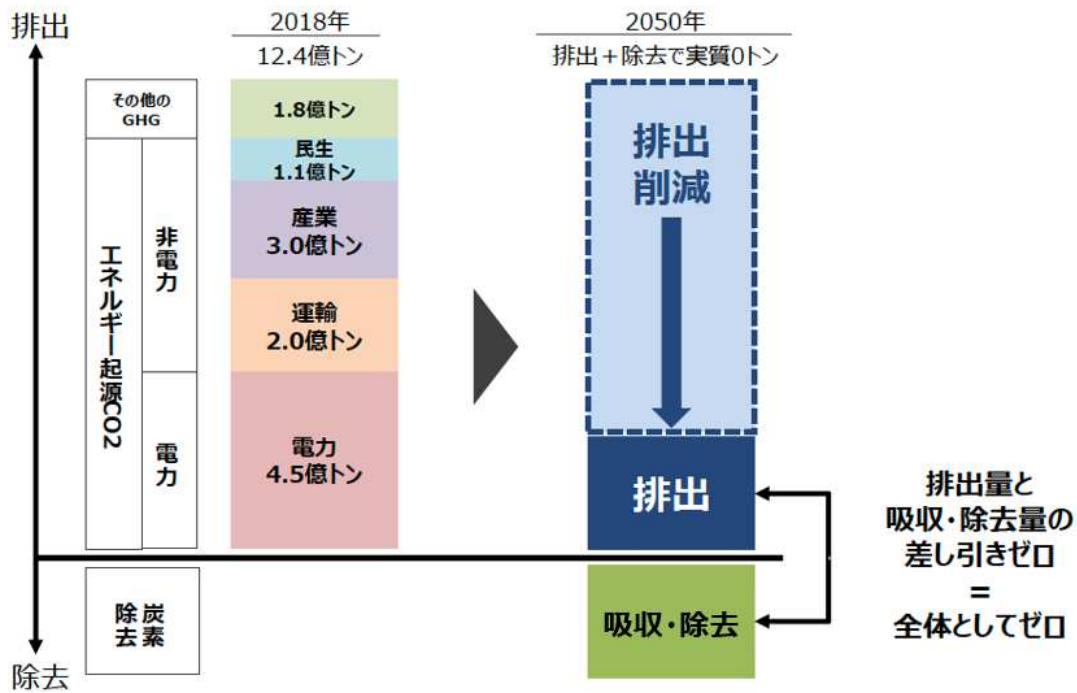 排出
2018年
12.4億トン
2050年
排出+除去で実質0トン
その他の
GHG
エネルギー起源CO2
非電力
電力
1.8億トン
民生
1.1億トン
産業
3.0億トン
運輸
2.0億トン
電力
4.5億トン
排出
削減
排出
吸収・除去
排出量と
吸収・除去量の
差し引きゼロ
=
全体としてゼロ
炭素
除去
除去